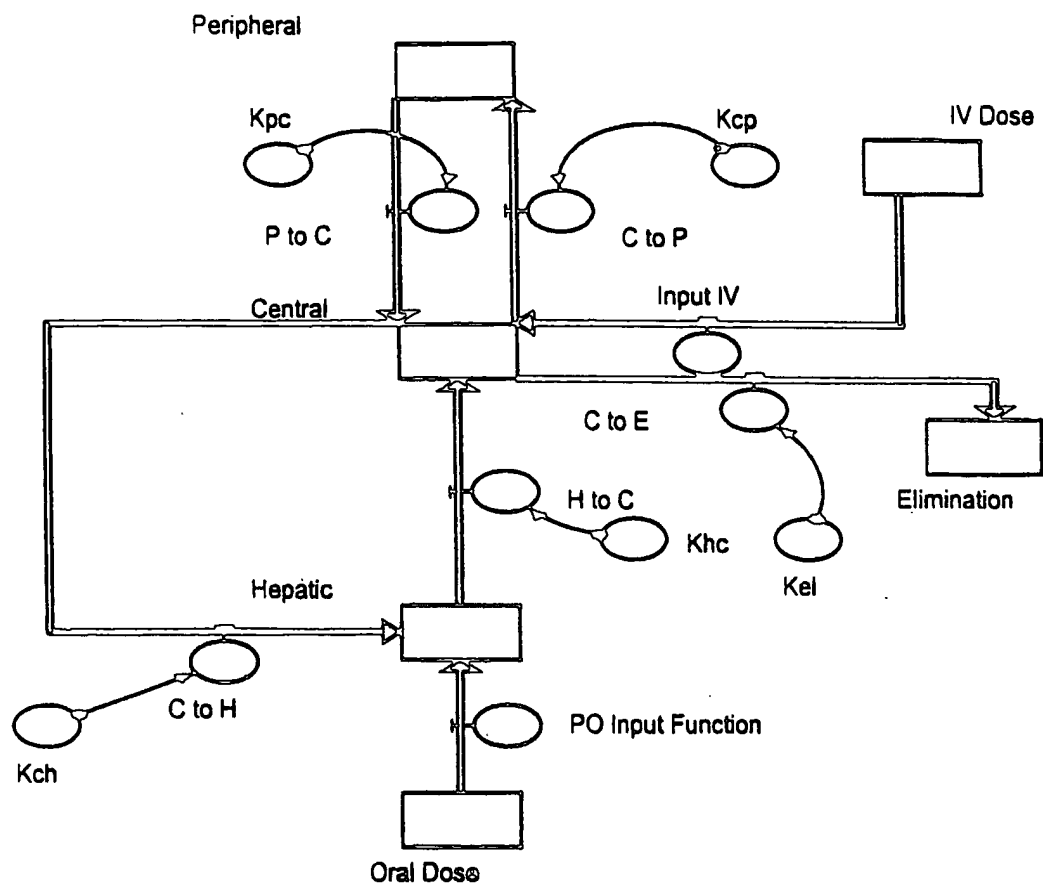 Peripheral
Kpc
Kcp
IV Dose
P to C
C to P
Central
Input IV
C to E
Elimination
H to C
Khc
Kel
Hepatic
C to H
Kch
PO Input Function
Oral Dose